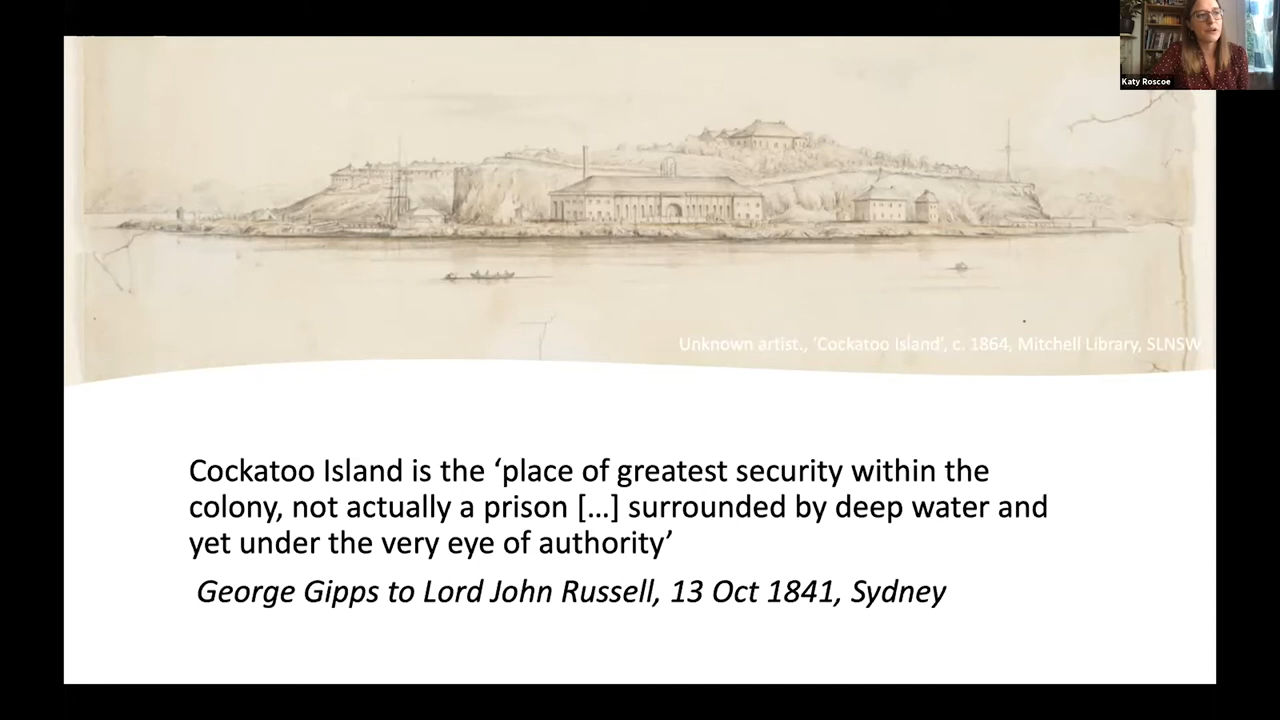 Katy Roscoe
Unknown artist., ‘Cockatoo Island’, c. 1864, Mitchell Library, SLNSW
Cockatoo Island is the ‘place of greatest security within the
colony, not actually a prison […] surrounded by deep water and
yet under the very eye of authority’
George Gipps to Lord John Russell, 13 Oct 1841, Sydney